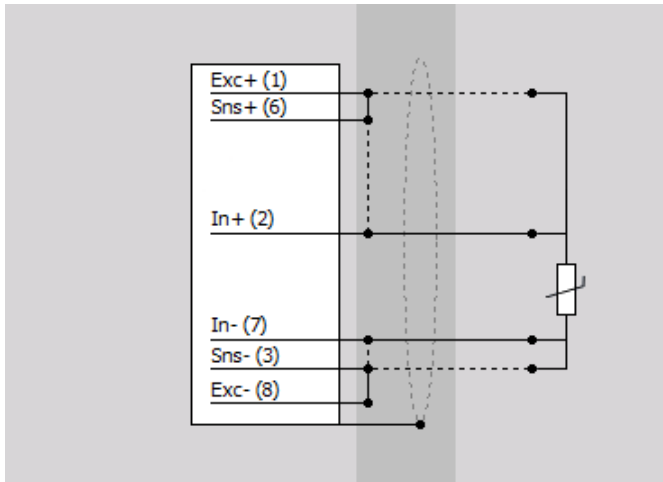 Exc+ (1)
Sns+ (6)
In+ (2)
In- (7)
Sns- (3)
Exc- (8)